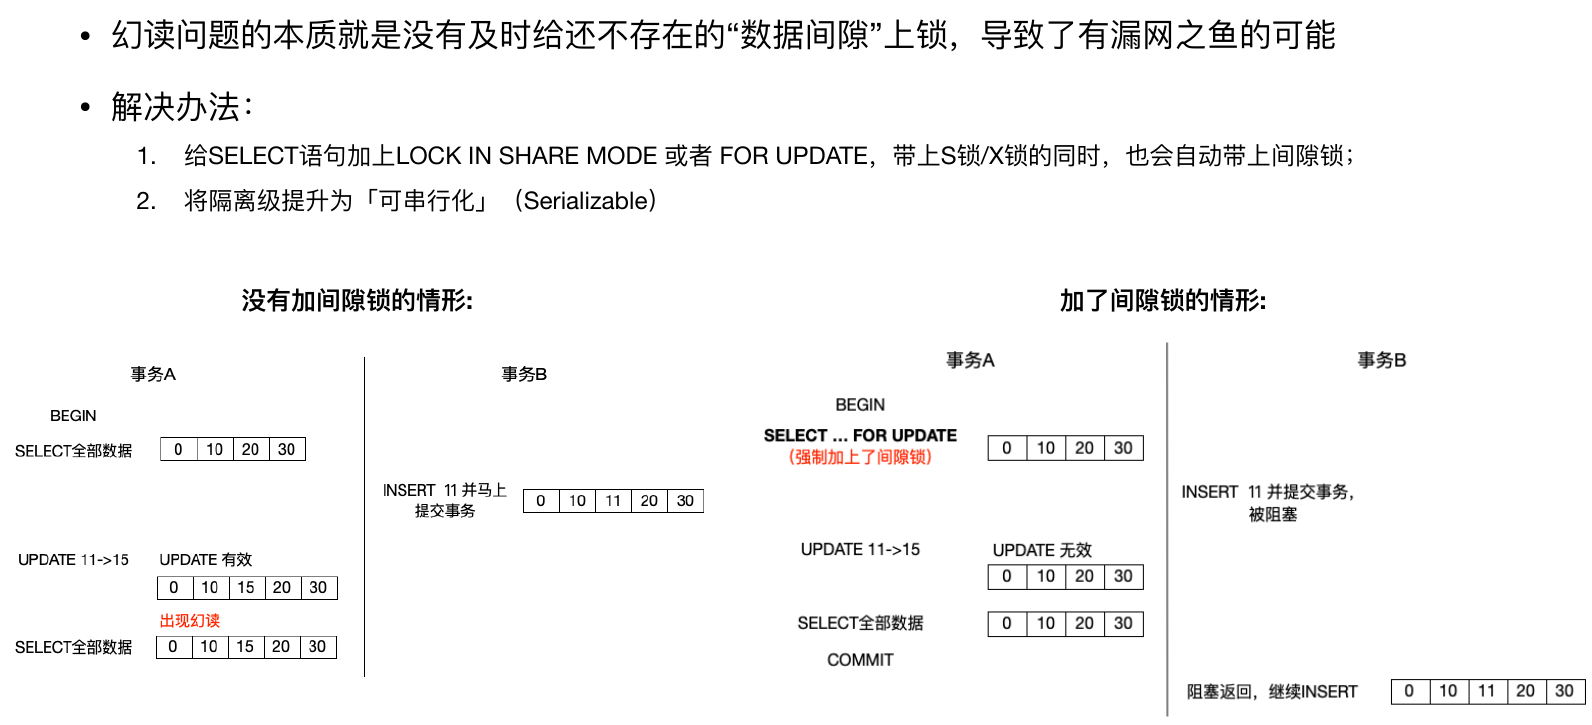 • 幻读问题的本质就是没有及时给还不存在的“数据间隙”上锁，导致了有漏网之鱼的可能
• 解决办法：
1. 给SELECT语句加上LOCK IN SHARE MODE 或者 FOR UPDATE，带上S锁/X锁的同时，也会自动带上间隙锁；
2. 将隔离级提升为「可串行化」（Serializable）
没有加间隙锁的情形:
事务A
事务B
BEGIN
SELECT全部数据 0 10 20 30
INSERT 11 并马上
提交事务
0 10 11 20 30
UPDATE 11->15
UPDATE 有效
0 10 15 20 30
出现幻读
SELECT全部数据 0 10 15 20 30
加了间隙锁的情形:
事务A
事务B
BEGIN
SELECT ... FOR UPDATE
（强制加上了间隙锁）
0 10 20 30
INSERT 11 并提交事务，
被阻塞
UPDATE 11->15
UPDATE 无效
0 10 20 30
SELECT全部数据 0 10 20 30
COMMIT
阻塞返回，继续INSERT 0 10 11 20 30